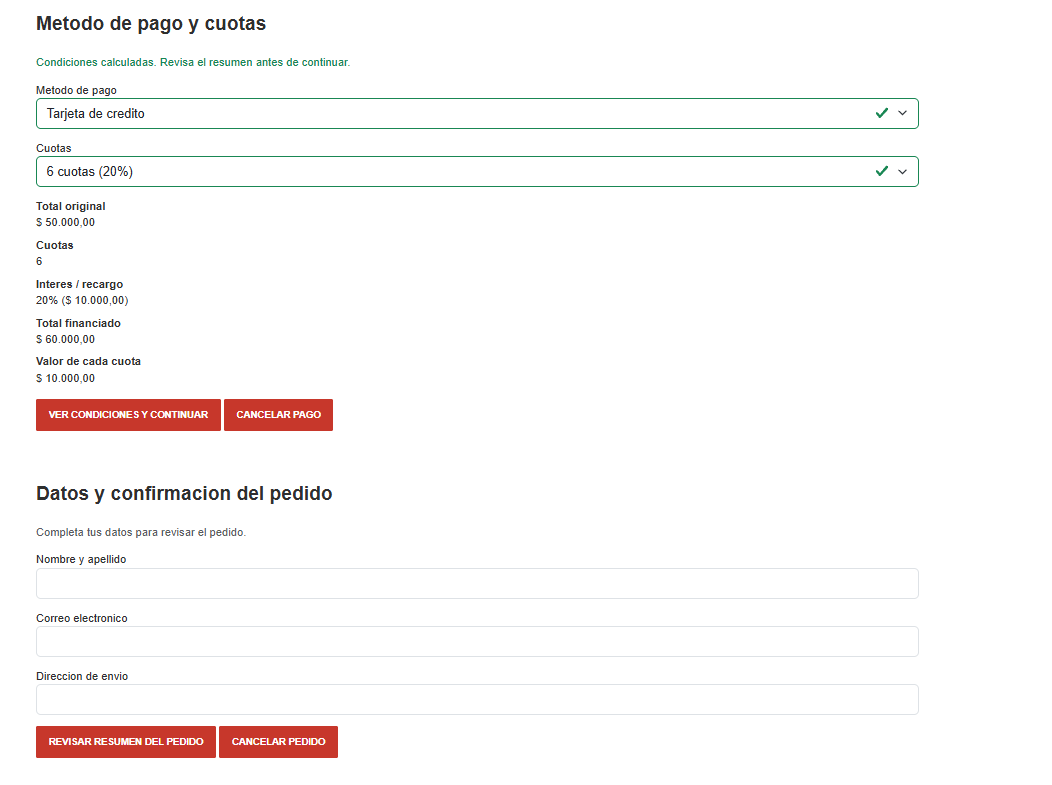 Metodo de pago y cuotas
Condiciones calculadas. Revisa el resumen antes de continuar.
Metodo de pago
Tarjeta de credito
Cuotas
6 cuotas (20%)
Total original
$ 50.000,00
Cuotas
6
Interes / recargo
20% ($ 10.000,00)
Total financiado
$ 60.000,00
Valor de cada cuota
$ 10.000,00
VER CONDICIONES Y CONTINUAR CANCELAR PAGO
Datos y confirmacion del pedido
Completa tus datos para revisar el pedido.
Nombre y apellido
Correo electronico
Direccion de envio
REVISAR RESUMEN DEL PEDIDO CANCELAR PEDIDO